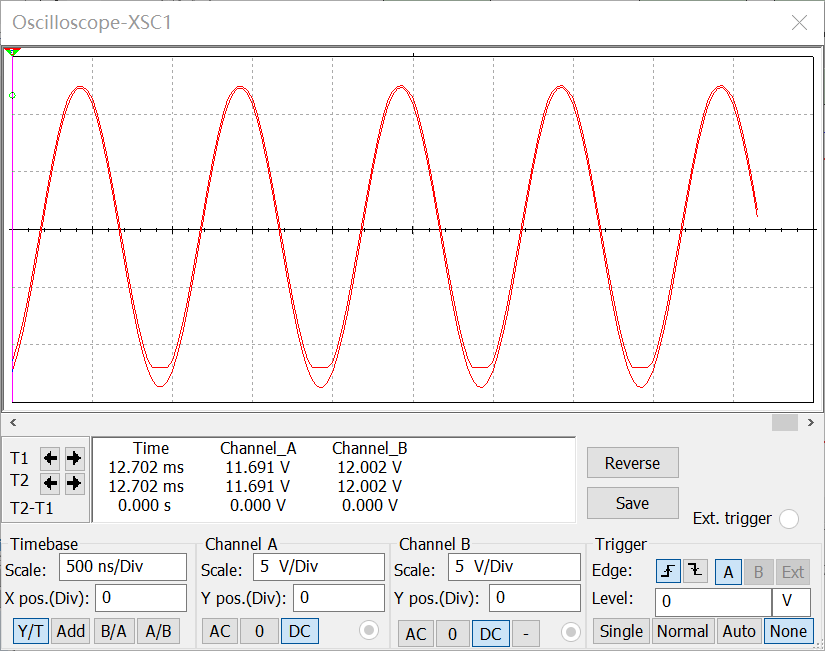 Oscilloscope-XSC1
Time Channel_A Channel_B
T1 12.702 ms 11.691 V 12.002 V
T2 12.702 ms 11.691 V 12.002 V
T2-T1 0.000 s 0.000 V 0.000 V
Reverse
Save
Ext. trigger
Timebase
Scale: 500 ns/Div
X pos.(Div): 0
Y/T Add B/A A/B
Channel A
Scale: 5 V/Div
Y pos.(Div): 0
AC 0 DC
Channel B
Scale: 5 V/Div
Y pos.(Div): 0
AC 0 DC -
Trigger
Edge: A B Ext
Level: 0 V
Single Normal Auto None